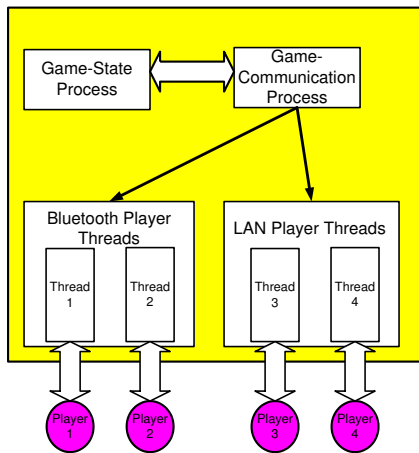 Game-State
Process
Game-
Communication
Process
Bluetooth Player
Threads
LAN Player Threads
Thread
1
Thread
2
Thread
3
Thread
4
Player
1
Player
2
Player
3
Player
4